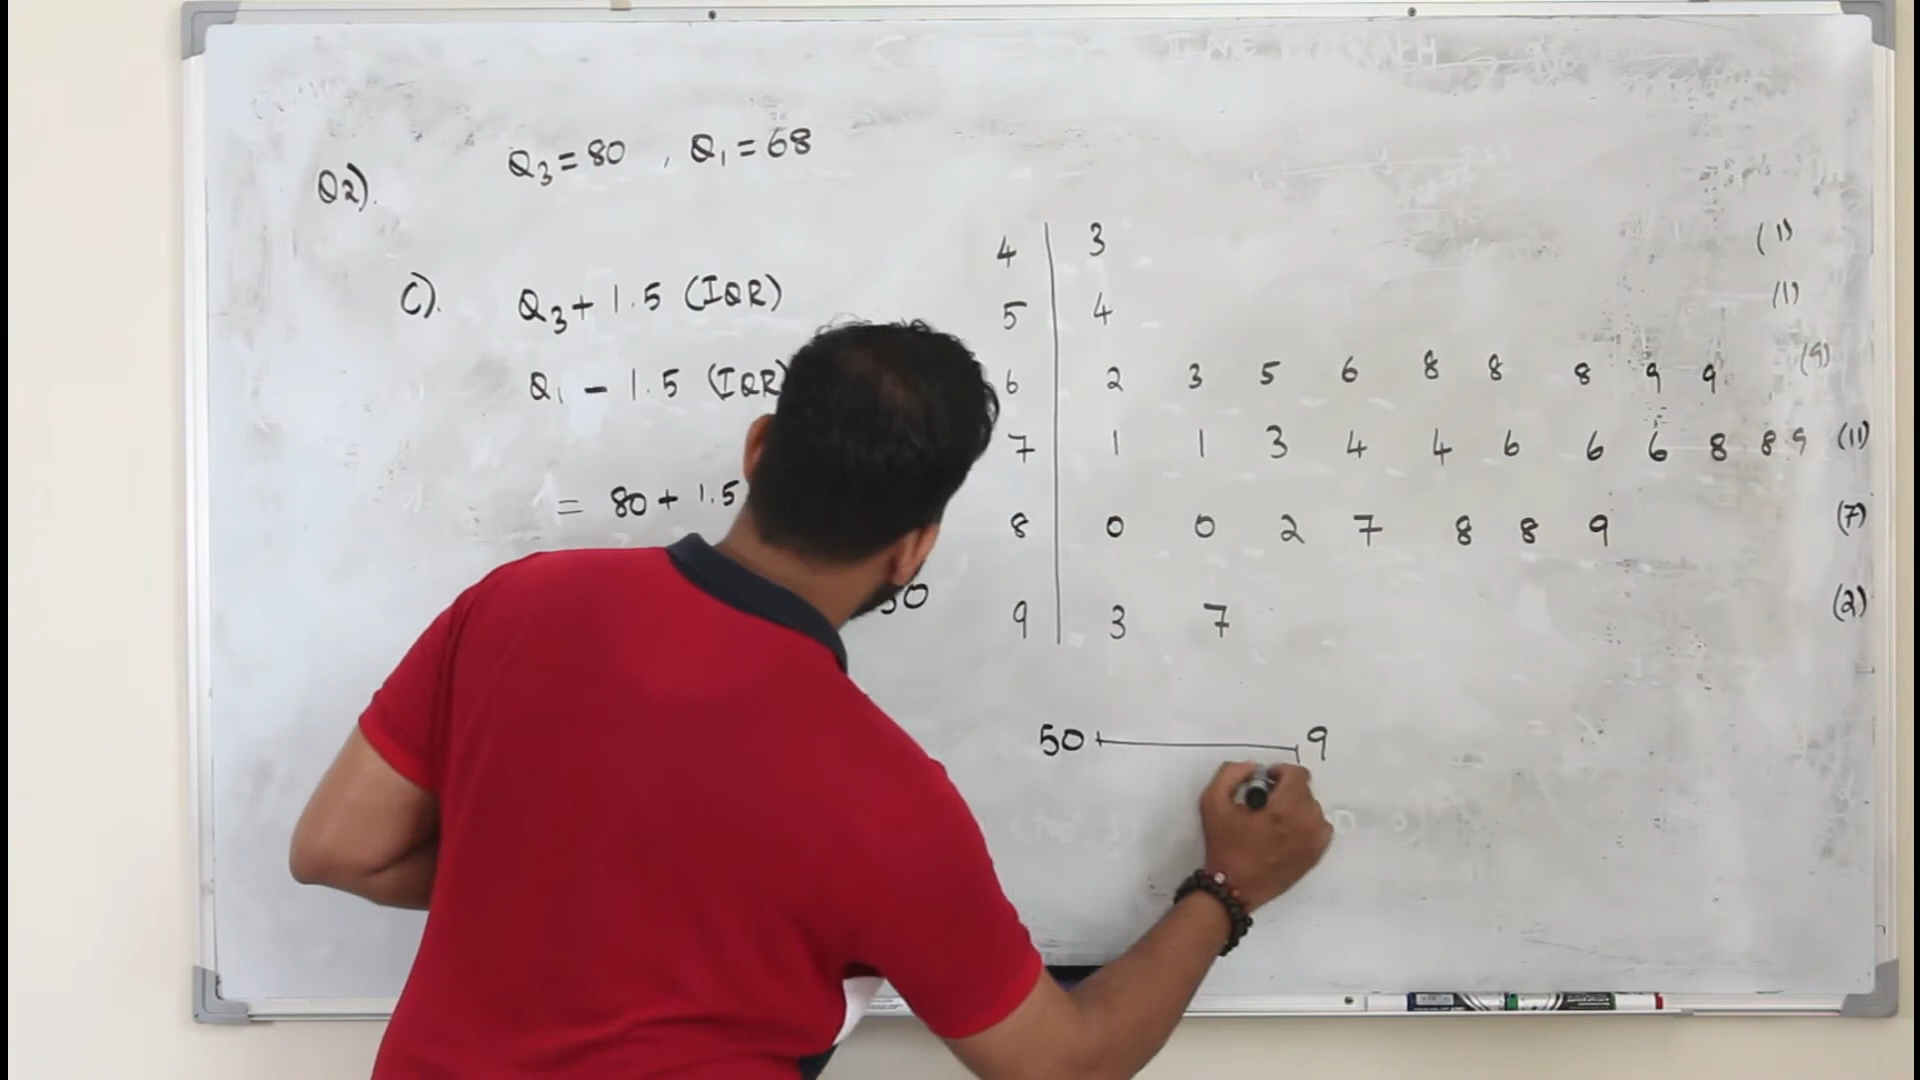 Q2).
Q3 = 80 , Q1 = 68
C). Q3 + 1.5 (IQR)
Q1 - 1.5 (IQR
= 80 + 1.5
50
4 | 3 (1)
5 | 4 (1)
6 | 2 3 5 6 8 8 8 9 9 (9)
7 | 1 1 3 4 4 6 6 6 8 8 9 (11)
8 | 0 0 2 7 8 8 9 (7)
9 | 3 7 (2)
50 9